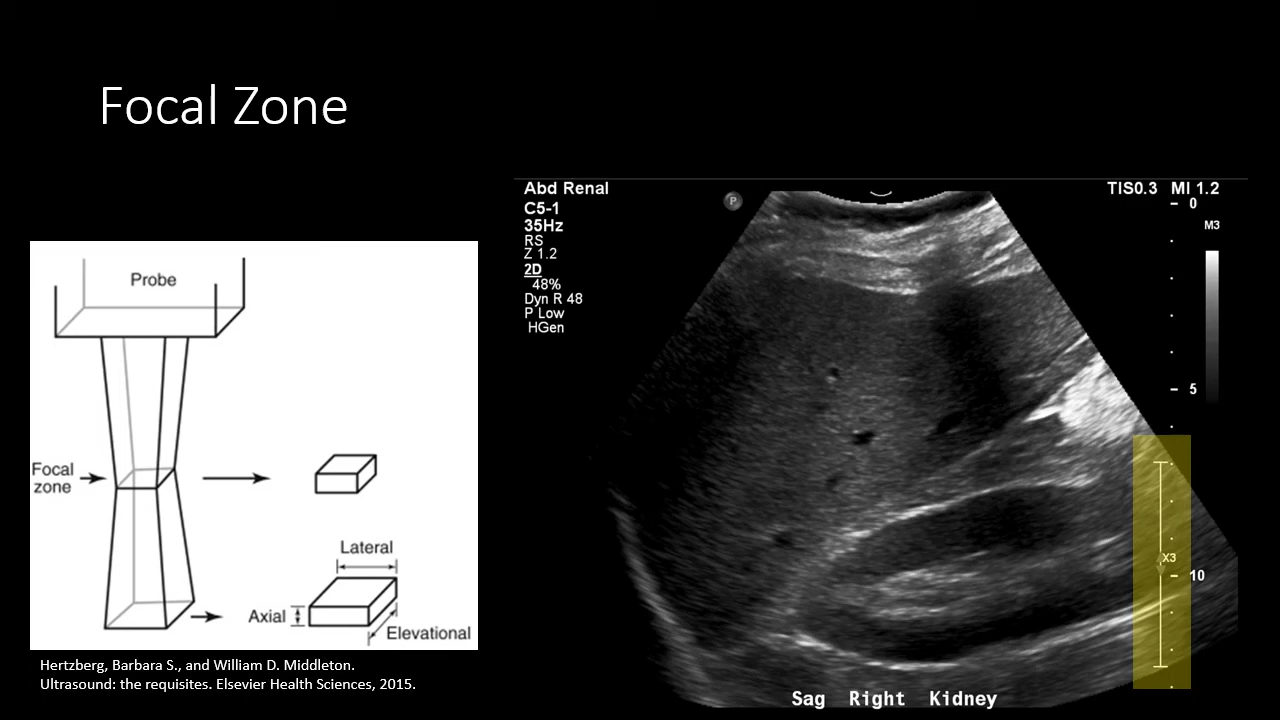 Focal Zone
Probe
Focal
zone
Lateral
Axial
Elevational
Hertzberg, Barbara S., and William D. Middleton.
Ultrasound: the requisites. Elsevier Health Sciences, 2015.
Abd Renal
C5-1
35Hz
RS
Z 1.2
2D
48%
Dyn R 48
P Low
HGen
P
TIS0.3 MI 1.2
0
M3
5
X3
10
Sag Right Kidney